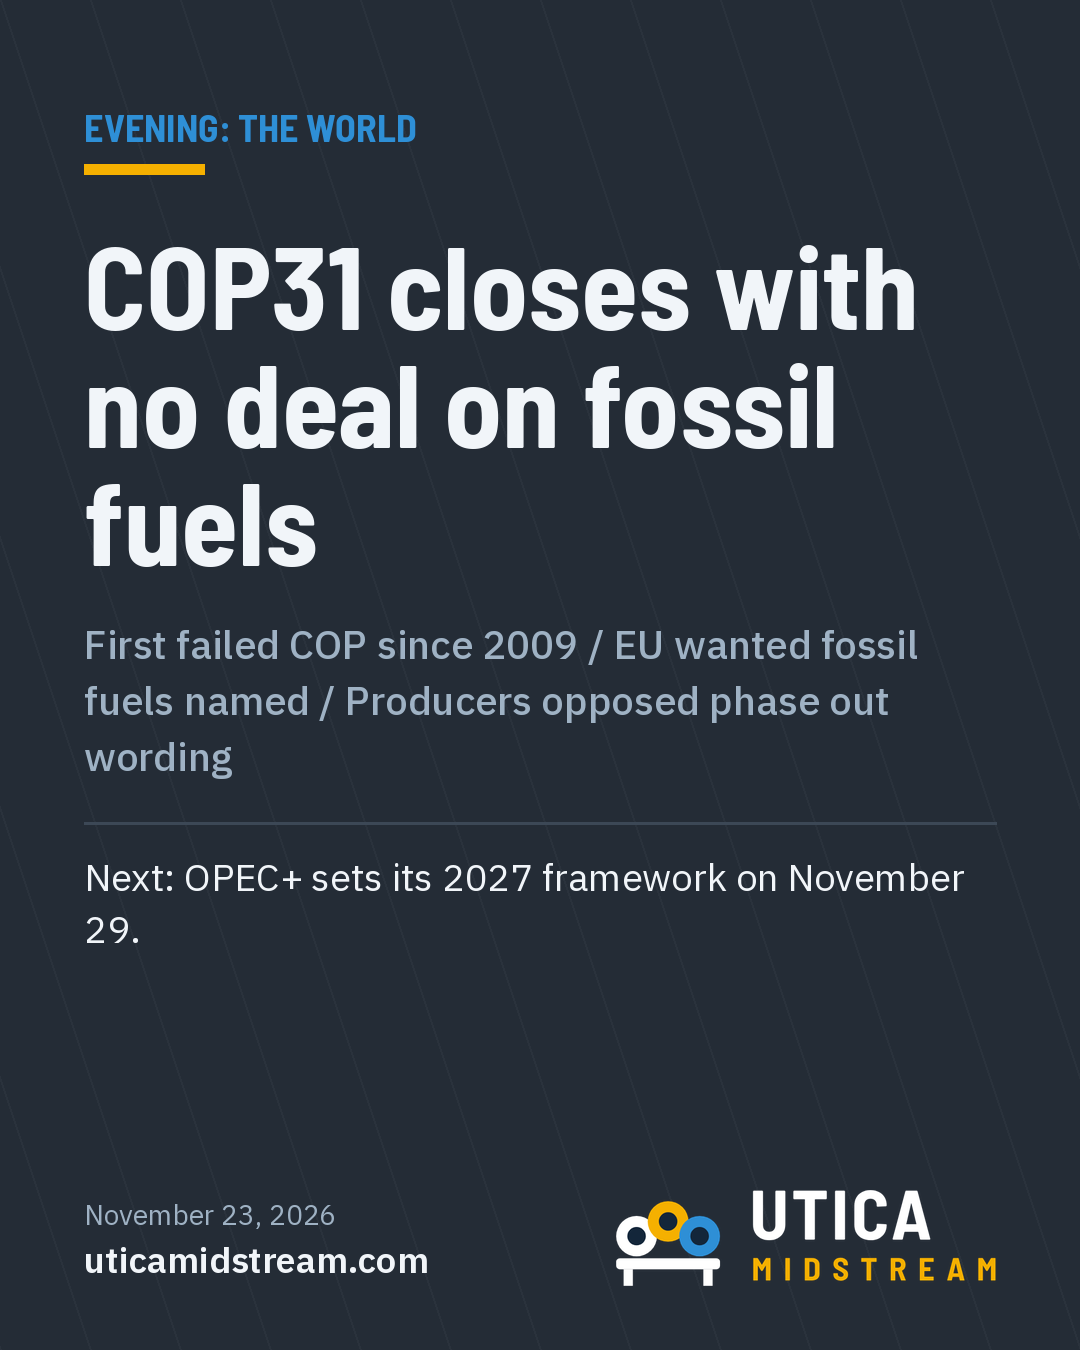 EVENING: THE WORLD
COP31 closes with
no deal on fossil
fuels
First failed COP since 2009 / EU wanted fossil
fuels named / Producers opposed phase out
wording
Next: OPEC+ sets its 2027 framework on November
29.
November 23, 2026
uticamidstream.com
UTICA
MIDSTREAM